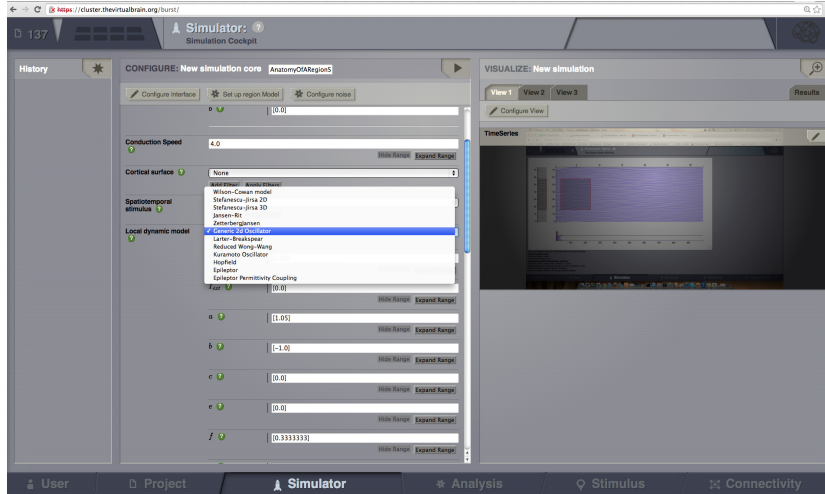 https://cluster.thevirtualbrain.org/burst/
137
Simulator:
Simulation Cockpit
History
CONFIGURE: New simulation core
AnatomyOfARegionS
Configure Interface
Set up region Model
Configure noise
b
[0.0]
Conduction Speed
4.0
Hide Range Expand Range
Cortical surface
None
Add Filter Apply Filters
Spatiotemporal
stimulus
Local dynamic model
Wilson-Cowan model
Stefanescu-Jirsa 2D
Stefanescu-Jirsa 3D
Jansen-Rit
Zetterbergjansen
✓ Generic 2d Oscillator
Larter-Breakspear
Reduced Wong-Wang
Kuramoto Oscillator
Hopfield
Epileptor
Epileptor Permittivity Coupling
[0.0]
Hide Range Expand Range
a
[1.05]
Hide Range Expand Range
b
[-1.0]
Hide Range Expand Range
c
[0.0]
Hide Range Expand Range
e
[0.0]
Hide Range Expand Range
f
[0.3333333]
Hide Range Expand Range
VISUALIZE: New simulation
View 1
View 2
View 3
Results
Configure View
TimeSeries
User
Project
Simulator
Analysis
Stimulus
Connectivity